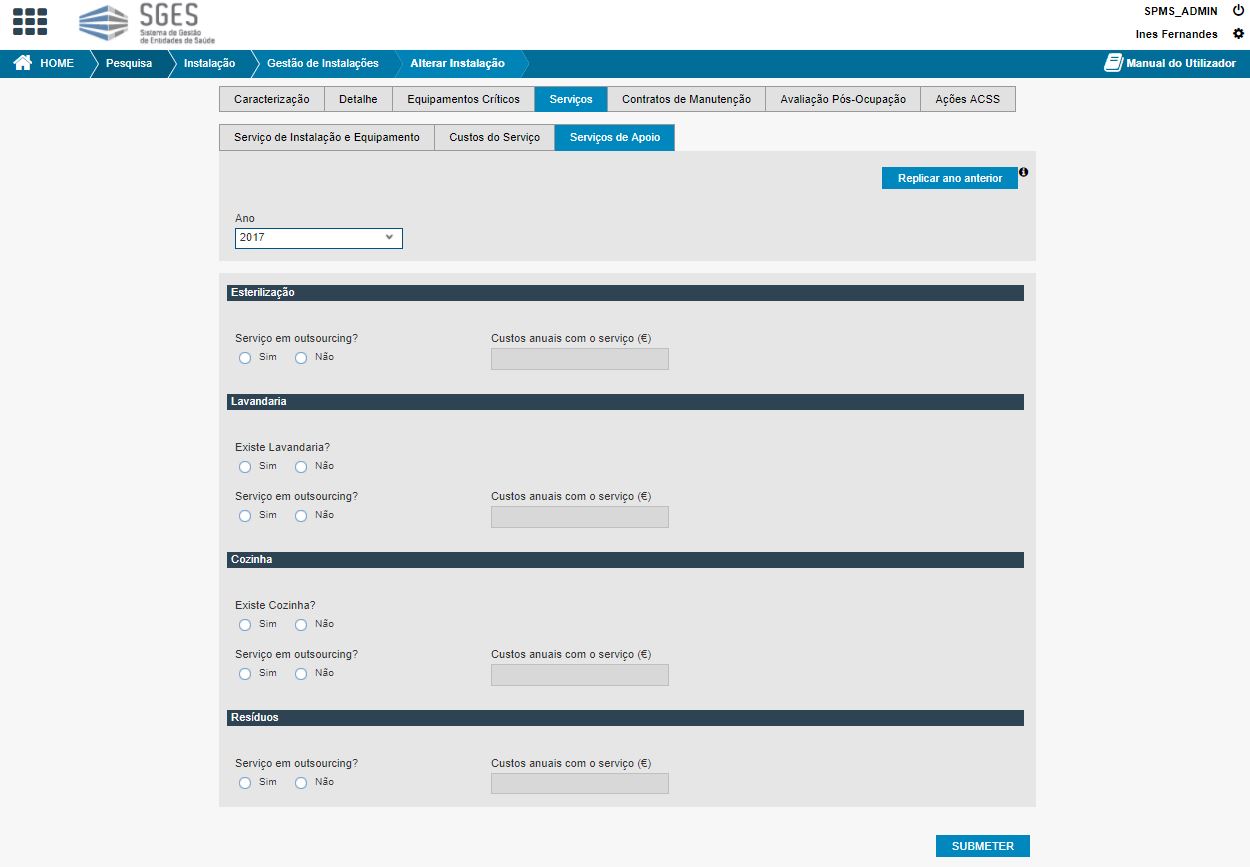 SGES
Sistema de Gestão
de Entidades de Saúde
SPMS_ADMIN
Ines Fernandes
HOME
Pesquisa
Instalação
Gestão de Instalações
Alterar Instalação
Manual do Utilizador
Caracterização
Detalhe
Equipamentos Críticos
Serviços
Contratos de Manutenção
Avaliação Pós-Ocupação
Ações ACSS
Serviço de Instalação e Equipamento
Custos do Serviço
Serviços de Apoio
Replicar ano anterior
Ano
2017
Esterilização
Serviço em outsourcing?
Custos anuais com o serviço (€)
Sim
Não
Lavandaria
Existe Lavandaria?
Sim
Não
Serviço em outsourcing?
Custos anuais com o serviço (€)
Sim
Não
Cozinha
Existe Cozinha?
Sim
Não
Serviço em outsourcing?
Custos anuais com o serviço (€)
Sim
Não
Resíduos
Serviço em outsourcing?
Custos anuais com o serviço (€)
Sim
Não
SUBMETER